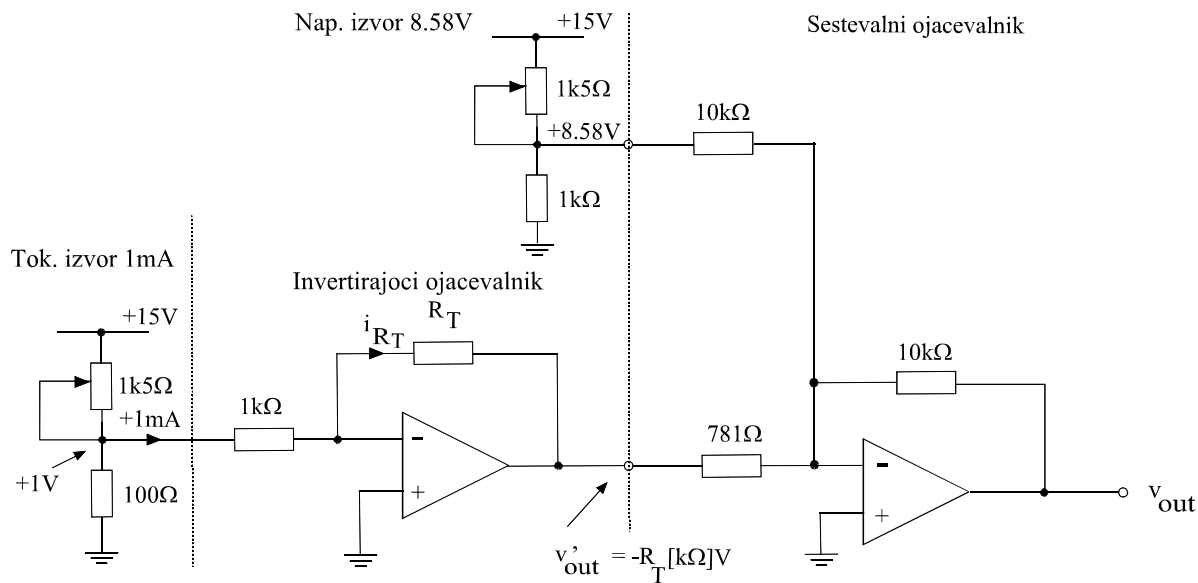 Nap. izvor 8.58V
+15V
Sestevalni ojacevalnik
1k5Ω
10kΩ
+8.58V
1kΩ
Tok. izvor 1mA
Invertirajoci ojacevalnik
+15V
i RT
RT
10kΩ
1k5Ω
+1mA
1kΩ
781Ω
-
-
+1V
100Ω
+
+
vout
v'out = -RT[kΩ]V